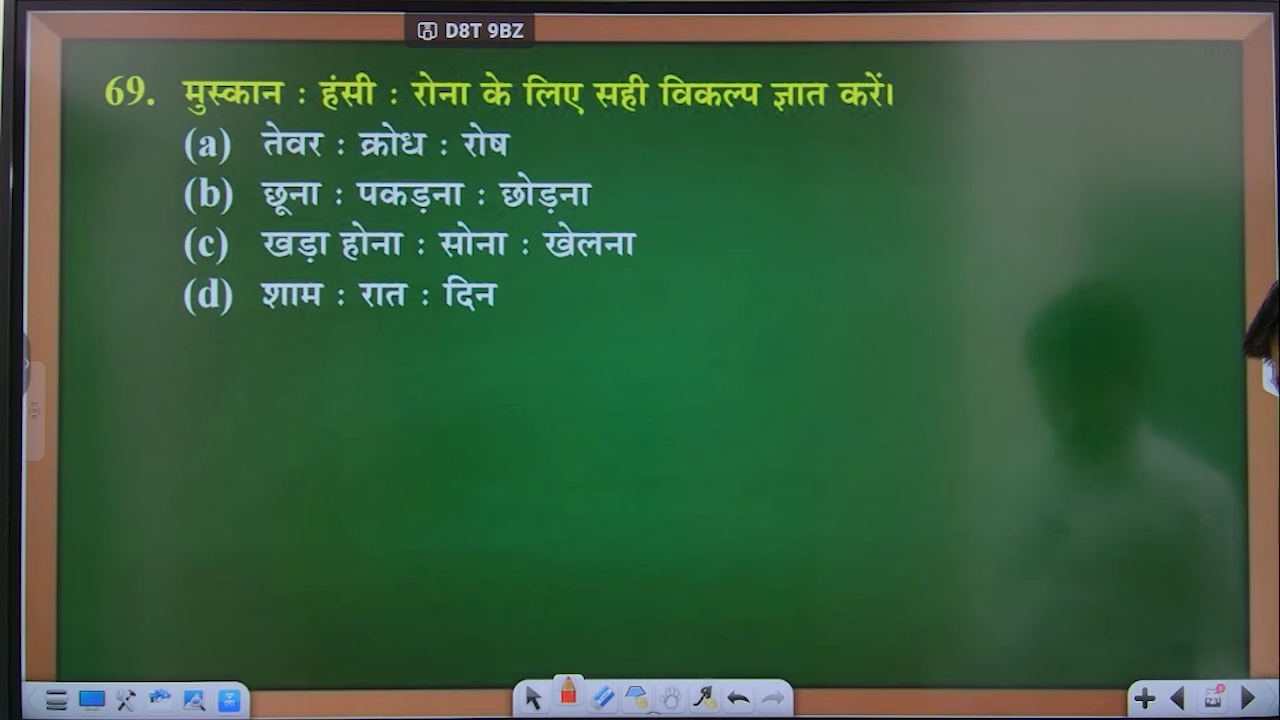 D8T 9BZ
69. मुस्कान : हंसी : रोना के लिए सही विकल्प ज्ञात करें।
(a) तेवर : क्रोध : रोष
(b) छूना : पकड़ना : छोड़ना
(c) खड़ा होना : सोना : खेलना
(d) शाम : रात : दिन